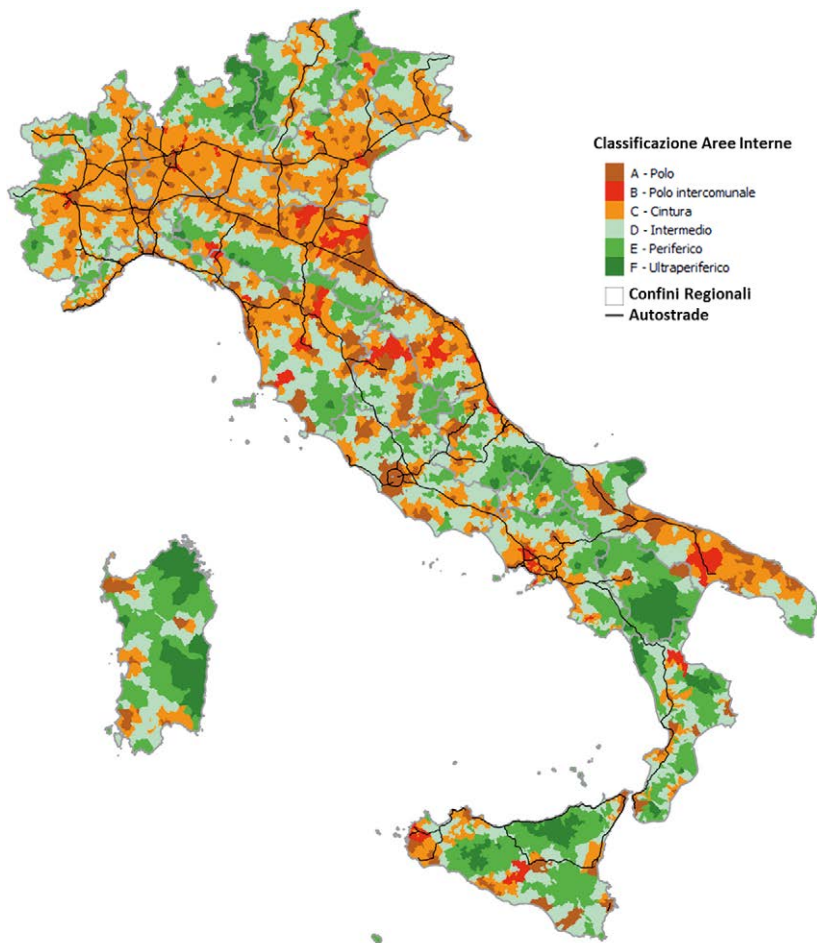 Classificazione Aree Interne
A - Polo
B - Polo intercomunale
C - Cintura
D - Intermedio
E - Periferico
F - Ultraperiferico
Confini Regionali
Autostrade